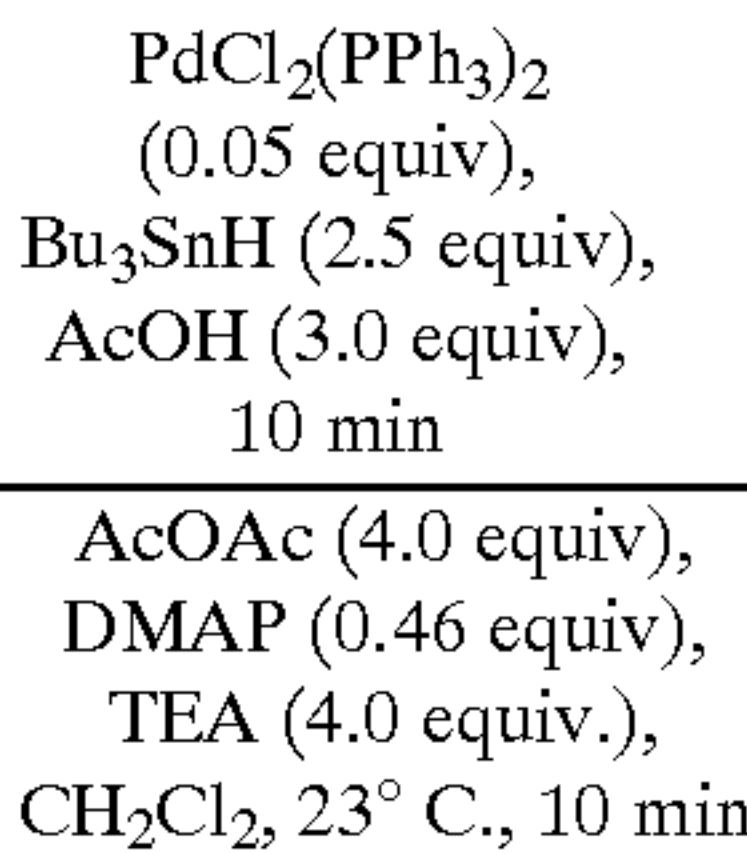 PdCl₂(PPh₃)₂
(0.05 equiv),
Bu₃SnH (2.5 equiv),
AcOH (3.0 equiv),
10 min
AcOAc (4.0 equiv),
DMAP (0.46 equiv),
TEA (4.0 equiv.),
CH₂Cl₂, 23° C., 10 min